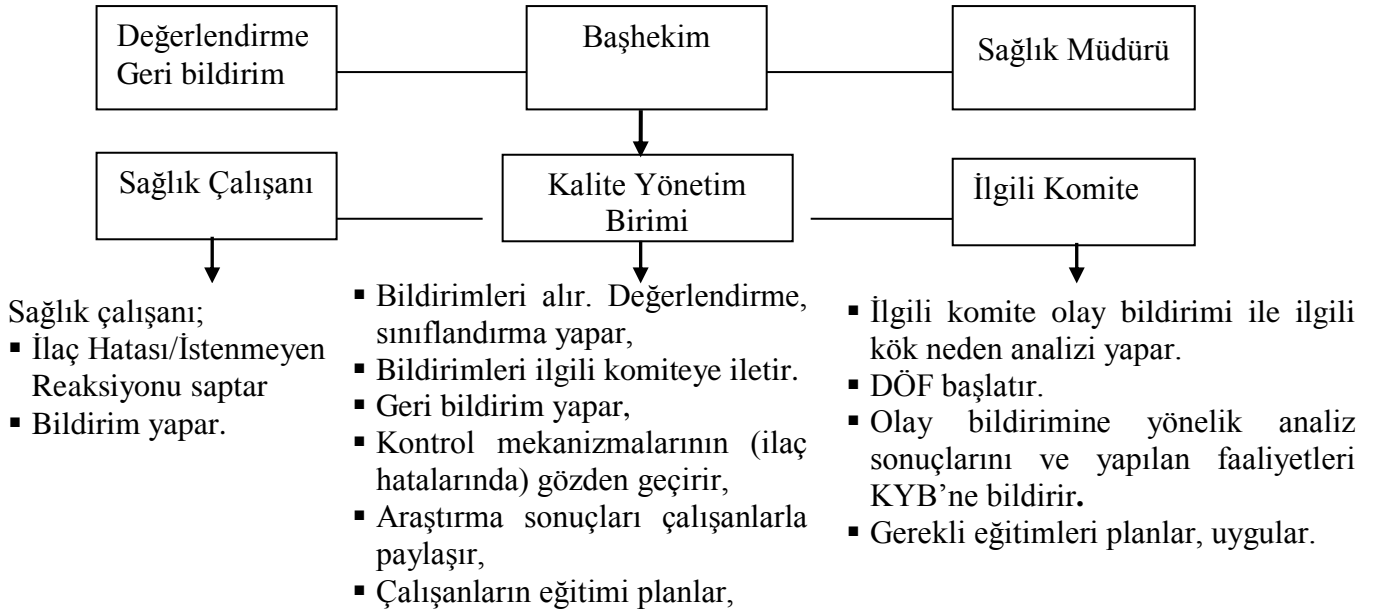 Değerlendirme
Geri bildirim
Başhekim
Sağlık Müdürü
Sağlık Çalışanı
Kalite Yönetim
Birimi
İlgili Komite
Sağlık çalışanı;
▪ İlaç Hatası/İstenmeyen
Reaksiyonu saptar
▪ Bildirim yapar.
▪ Bildirimleri alır. Değerlendirme,
sınıflandırma yapar,
▪ Bildirimleri ilgili komiteye iletir.
▪ Geri bildirim yapar,
▪ Kontrol mekanizmalarının (ilaç
hatalarında) gözden geçirir,
▪ Araştırma sonuçları çalışanlarla
paylaşır,
▪ Çalışanların eğitimi planlar,
▪ İlgili komite olay bildirimi ile ilgili
kök neden analizi yapar.
▪ DÖF başlatır.
▪ Olay bildirimine yönelik analiz
sonuçlarını ve yapılan faaliyetleri
KYB’ne bildirir.
▪ Gerekli eğitimleri planlar, uygular.